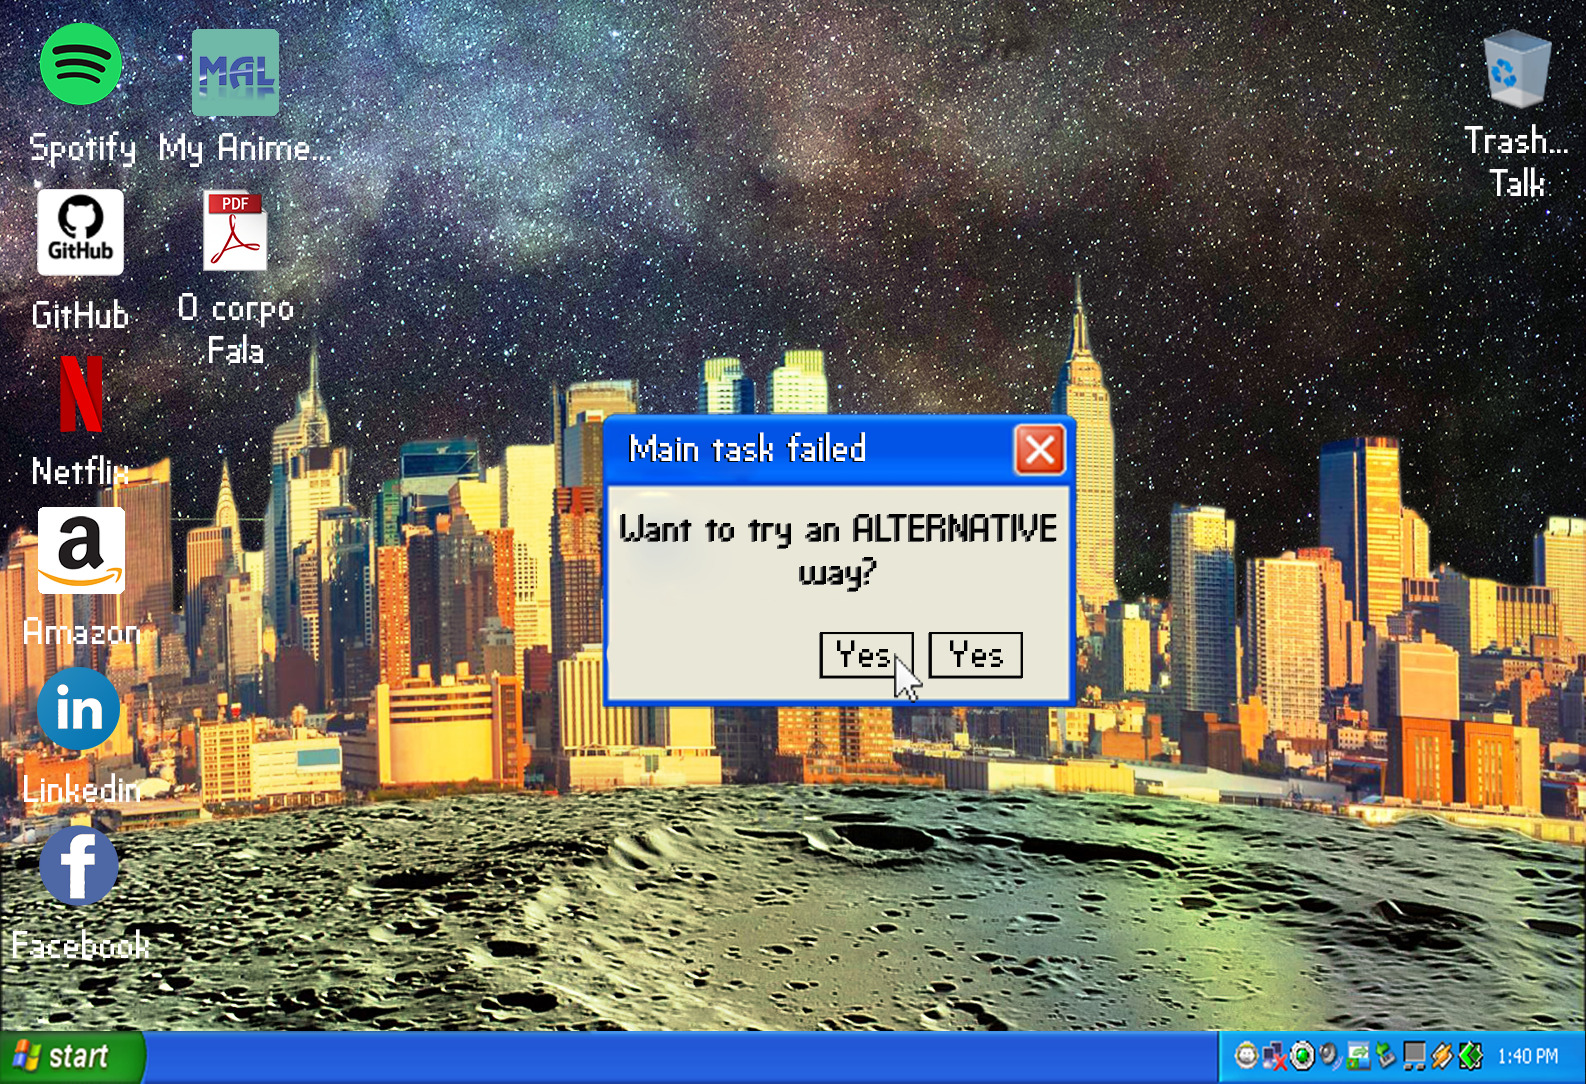 MAL
Spotify
My Anime...
Trash...
Talk
PDF
GitHub
GitHub
O corpo
Fala
N
Netflix
Main task failed
Want to try an ALTERNATIVE
way?
Yes
Yes
a
Amazon
in
Linkedin
f
Facebook
start
1:40 PM